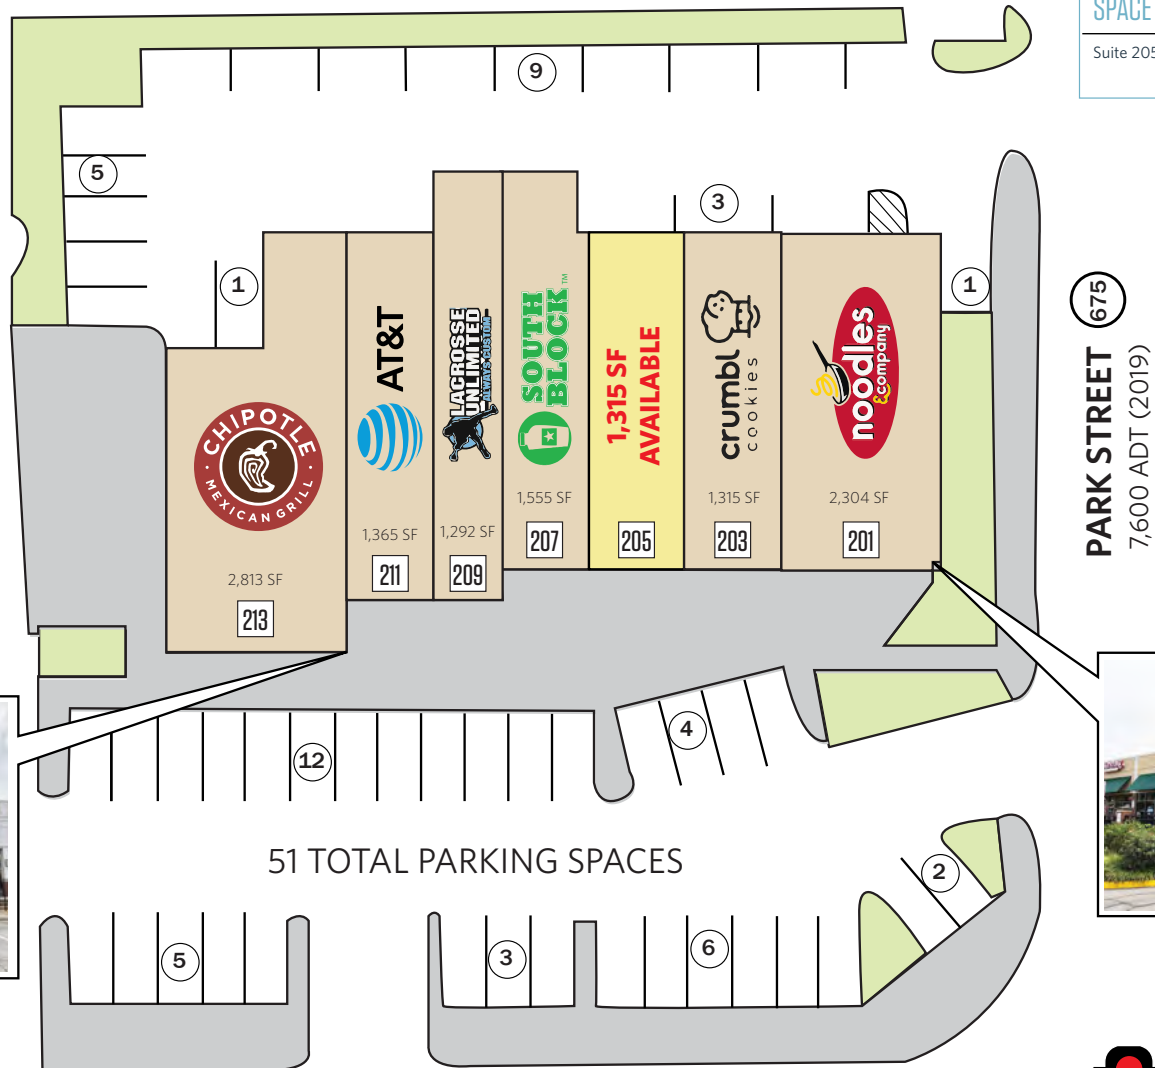 SPACE
Suite 205
9
5
3
1
1
675
PARK STREET
7,600 ADT (2019)
CHIPOTLE
MEXICAN GRILL
2,813 SF
213
AT&T
1,365 SF
211
LACROSSE
UNLIMITED
ALWAYS CUSTOM
1,292 SF
209
SOUTH
BLOCK™
1,555 SF
207
1,315 SF
AVAILABLE
205
crumbl
cookies
1,315 SF
203
noodles
&company
2,304 SF
201
12
4
51 TOTAL PARKING SPACES
2
5
3
6